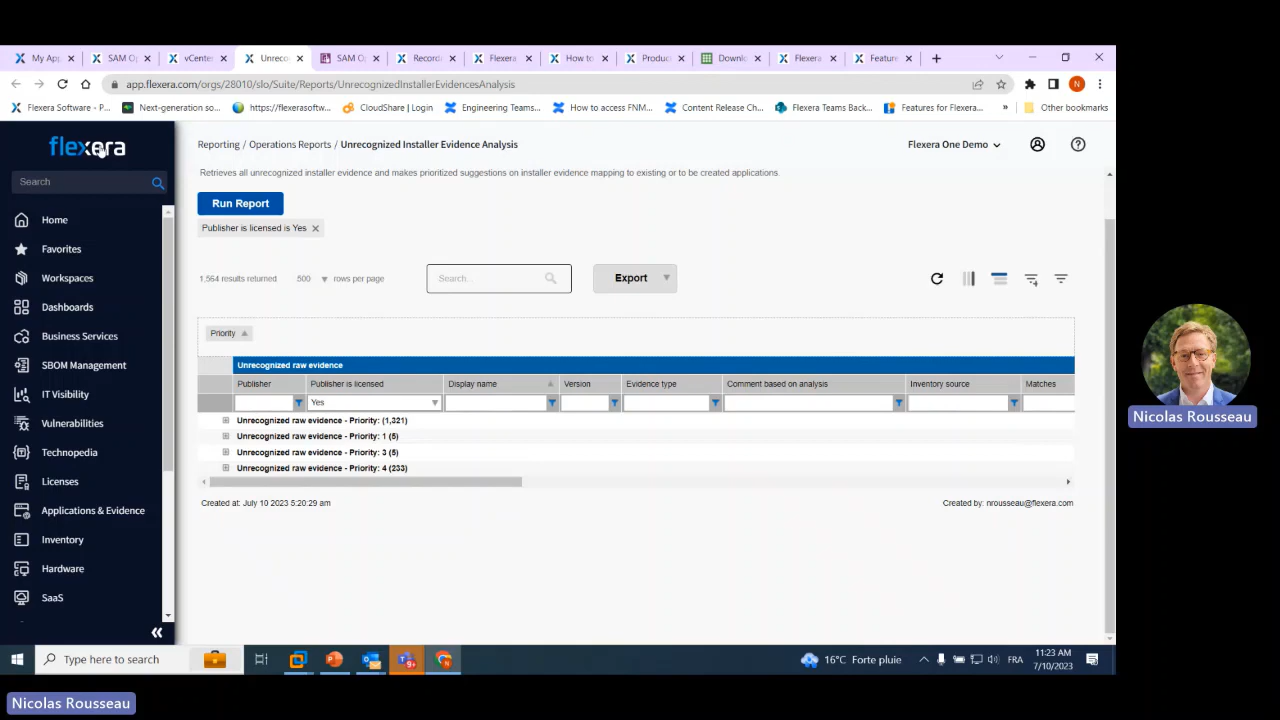 My Ap
SAM O
vCenter
Unreco
SAM O
Record
Flexera
How to
Produc
Downl
Flexera
Feature
app.flexera.com/orgs/28010/slo/Suite/Reports/UnrecognizedInstallerEvidencesAnalysis
N
Flexera Software - P...
Next-generation so...
https://flexerasoftw...
CloudShare | Login
Engineering Teams...
How to access FNM...
Content Release Ch...
Flexera Teams Back...
Features for Flexera...
»
Other bookmarks
flexera
Reporting / Operations Reports / Unrecognized Installer Evidence Analysis
Flexera One Demo
Retrieves all unrecognized installer evidence and makes prioritized suggestions on installer evidence mapping to existing or to be created applications.
Search
Run Report
Publisher is licensed is Yes
Home
Favorites
Workspaces
Dashboards
Business Services
SBOM Management
IT Visibility
Vulnerabilities
Technopedia
Licenses
Applications & Evidence
Inventory
Hardware
SaaS
1,564 results returned
500
rows per page
Search...
Export
Priority
Unrecognized raw evidence
Publisher
Publisher is licensed
Display name
Version
Evidence type
Comment based on analysis
Inventory source
Matches
Yes
Unrecognized raw evidence - Priority: (1,321)
Unrecognized raw evidence - Priority: 1 (5)
Unrecognized raw evidence - Priority: 3 (5)
Unrecognized raw evidence - Priority: 4 (233)
Created at: July 10 2023 5:20:29 am
Created by: nrousseau@flexera.com
Nicolas Rousseau
Type here to search
9+
16°C Forte pluie
FRA
11:23 AM
7/10/2023
Nicolas Rousseau